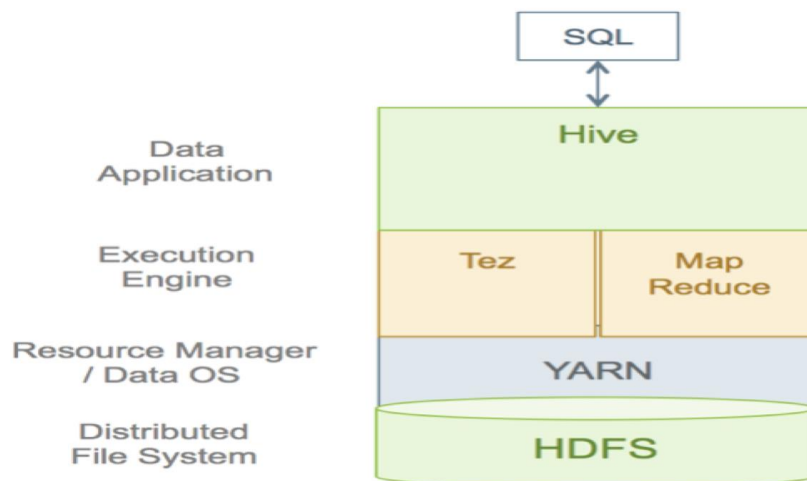 SQL
Data
Application
Hive
Execution
Engine
Tez
Map
Reduce
Resource Manager
/ Data OS
YARN
Distributed
File System
HDFS